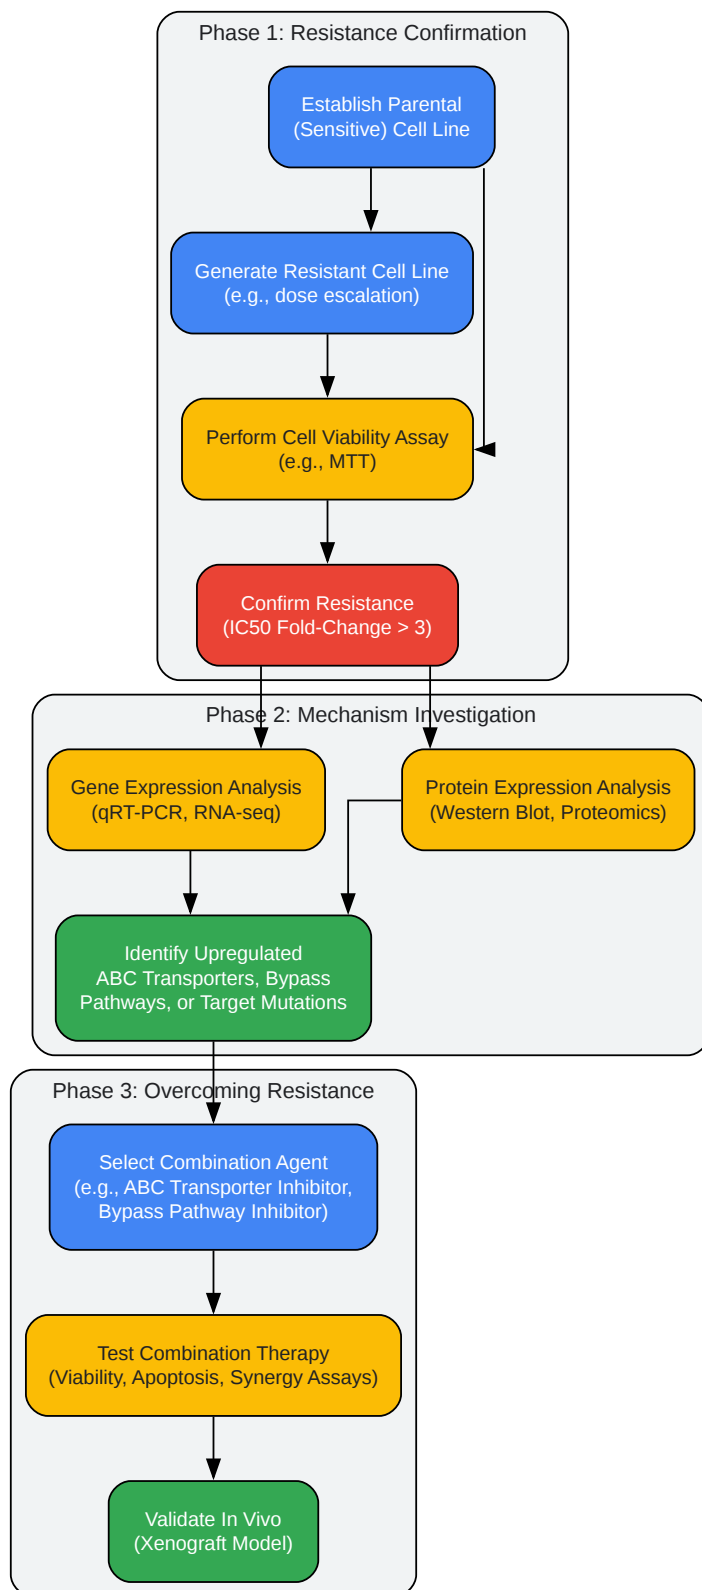 Phase 1: Resistance Confirmation
Establish Parental
(Sensitive) Cell Line
Generate Resistant Cell Line
(e.g., dose escalation)
Perform Cell Viability Assay
(e.g., MTT)
Confirm Resistance
(IC50 Fold-Change > 3)
Phase 2: Mechanism Investigation
Gene Expression Analysis
(qRT-PCR, RNA-seq)
Protein Expression Analysis
(Western Blot, Proteomics)
Identify Upregulated
ABC Transporters, Bypass
Pathways, or Target Mutations
Phase 3: Overcoming Resistance
Select Combination Agent
(e.g., ABC Transporter Inhibitor,
Bypass Pathway Inhibitor)
Test Combination Therapy
(Viability, Apoptosis, Synergy Assays)
Validate In Vivo
(Xenograft Model)